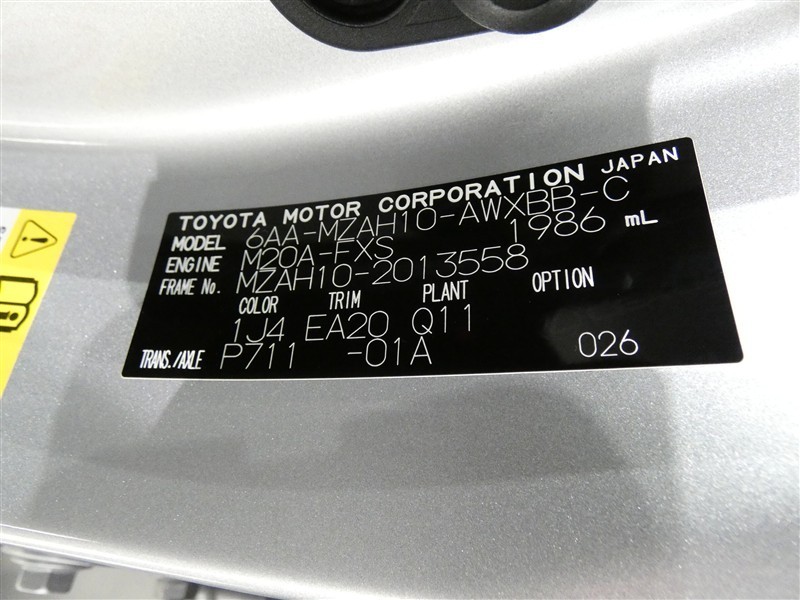 TOYOTA MOTOR CORPORATION JAPAN
MODEL 6AA-MZAH10-AWXBB-C
ENGINE M20A-FXS 1986 mL
FRAME No. MZAH10-2013558
COLOR TRIM PLANT OPTION
1J4 EA20 Q11
TRANS./AXLE P711 -01A 026